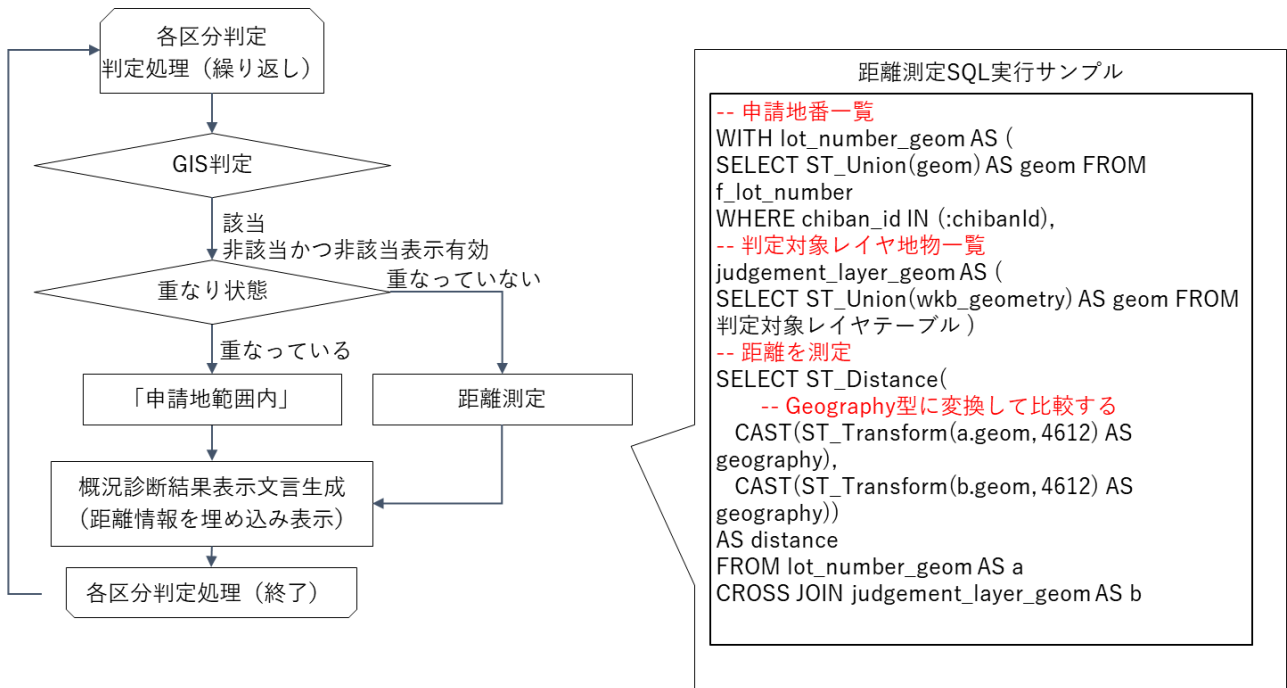 各区分判定
判定処理（繰り返し）
GIS判定
該当
非該当かつ非該当表示有効
重なっていない
重なり状態
重なっている
「申請地範囲内」
距離測定
概況診断結果表示文言生成
（距離情報を埋め込み表示）
各区分判定処理（終了）
距離測定SQL実行サンプル
-- 申請地番一覧
WITH lot_number_geom AS (
SELECT ST_Union(geom) AS geom FROM
f_lot_number
WHERE chiban_id IN (:chibanId),
-- 判定対象レイヤ地物一覧
judgement_layer_geom AS (
SELECT ST_Union(wkb_geometry) AS geom FROM
判定対象レイヤテーブル )
-- 距離を測定
SELECT ST_Distance(
-- Geography型に変換して比較する
CAST(ST_Transform(a.geom, 4612) AS
geography),
CAST(ST_Transform(b.geom, 4612) AS
geography))
AS distance
FROM lot_number_geom AS a
CROSS JOIN judgement_layer_geom AS b